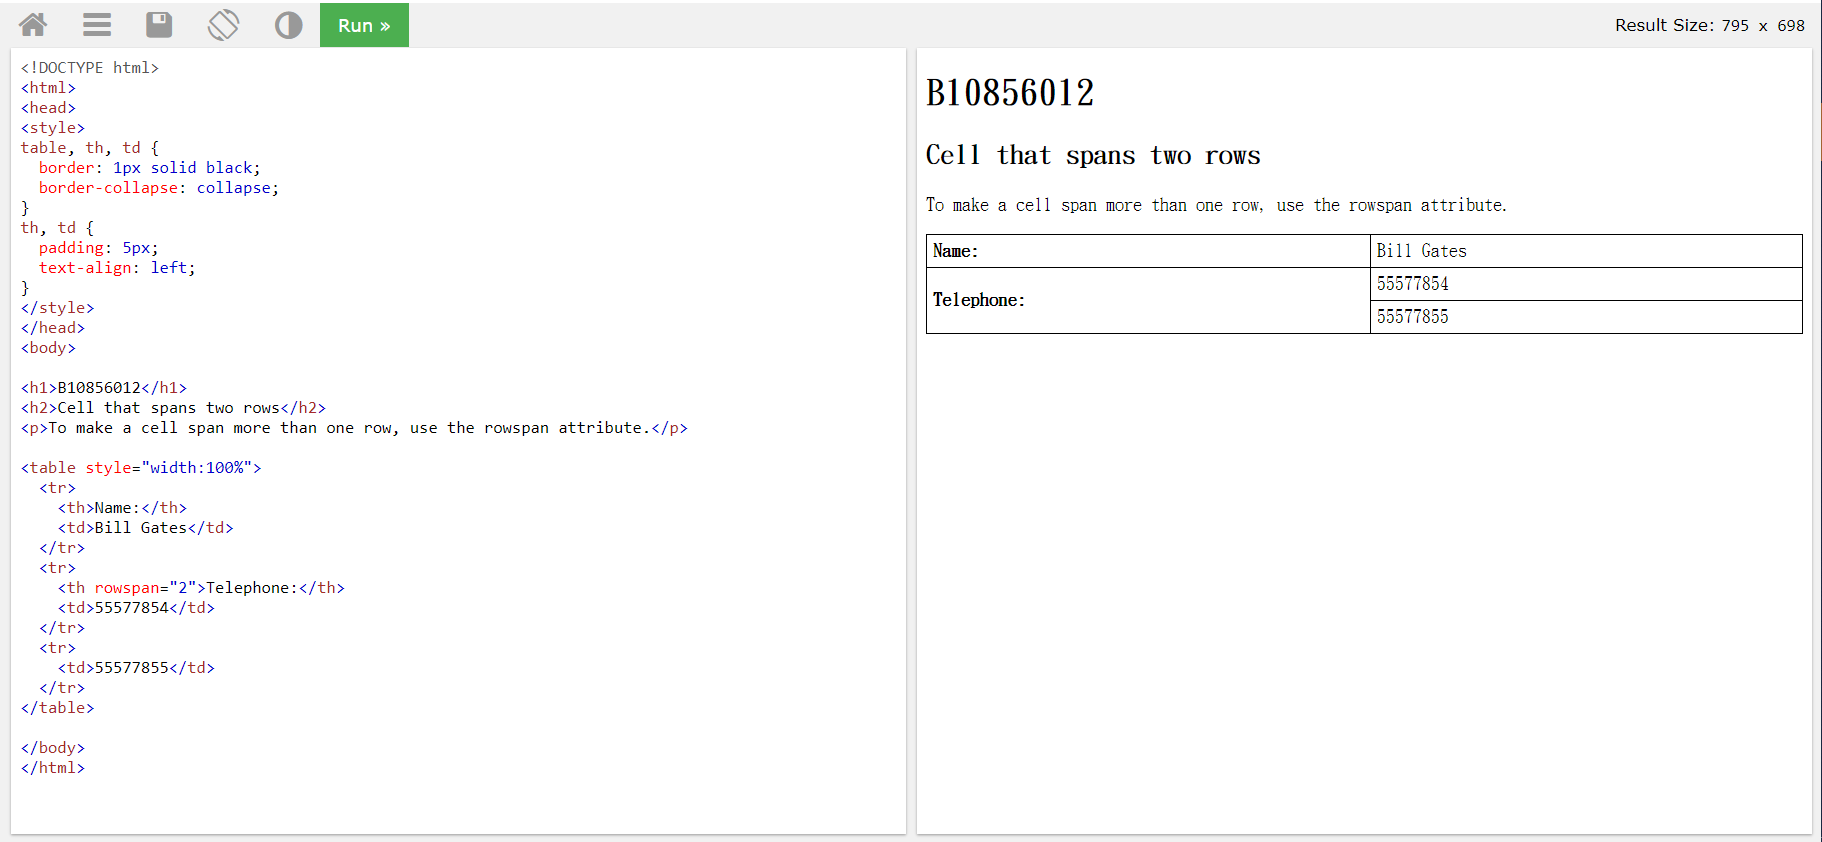 Run »
Result Size: 795 x 698
<!DOCTYPE html>
<html>
<head>
<style>
table, th, td {
  border: 1px solid black;
  border-collapse: collapse;
}
th, td {
  padding: 5px;
  text-align: left;
}
</style>
</head>
<body>

<h1>B10856012</h1>
<h2>Cell that spans two rows</h2>
<p>To make a cell span more than one row, use the rowspan attribute.</p>

<table style="width:100%">
  <tr>
    <th>Name:</th>
    <td>Bill Gates</td>
  </tr>
  <tr>
    <th rowspan="2">Telephone:</th>
    <td>55577854</td>
  </tr>
  <tr>
    <td>55577855</td>
  </tr>
</table>

</body>
</html>
B10856012
Cell that spans two rows
To make a cell span more than one row, use the rowspan attribute.
Name: Bill Gates
Telephone: 55577854
55577855